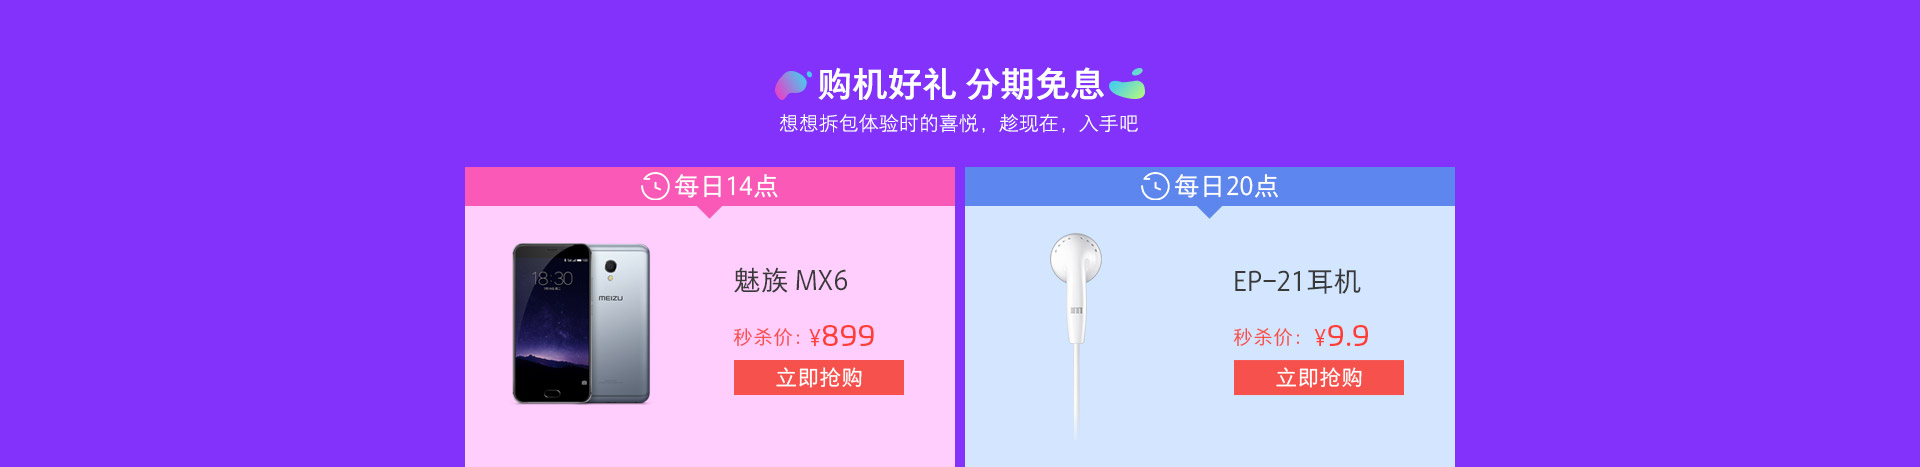 购机好礼 分期免息
想想拆包体验时的喜悦，趁现在，入手吧
每日14点
18:30
MEIZU
魅族 MX6
秒杀价：¥899
立即抢购
每日20点
EP-21耳机
秒杀价：¥9.9
立即抢购